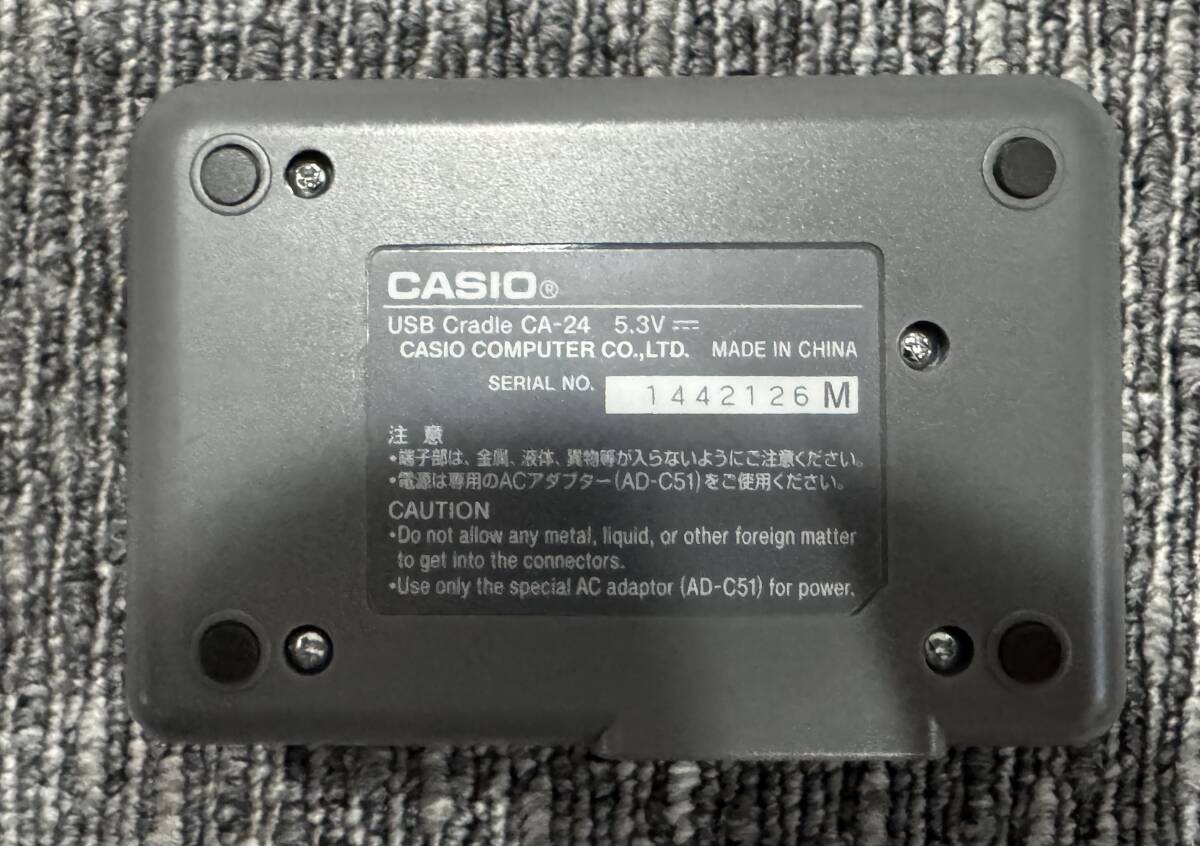 CASIO®
USB Cradle CA-24 5.3V ⎓
CASIO COMPUTER CO.,LTD. MADE IN CHINA
SERIAL NO. 1442126 M
注意
•端子部は、金属、液体、異物等が入らないようにご注意ください。
•電源は専用のACアダプター(AD-C51)をご使用ください。
CAUTION
•Do not allow any metal, liquid, or other foreign matter
to get into the connectors.
•Use only the special AC adaptor (AD-C51) for power.